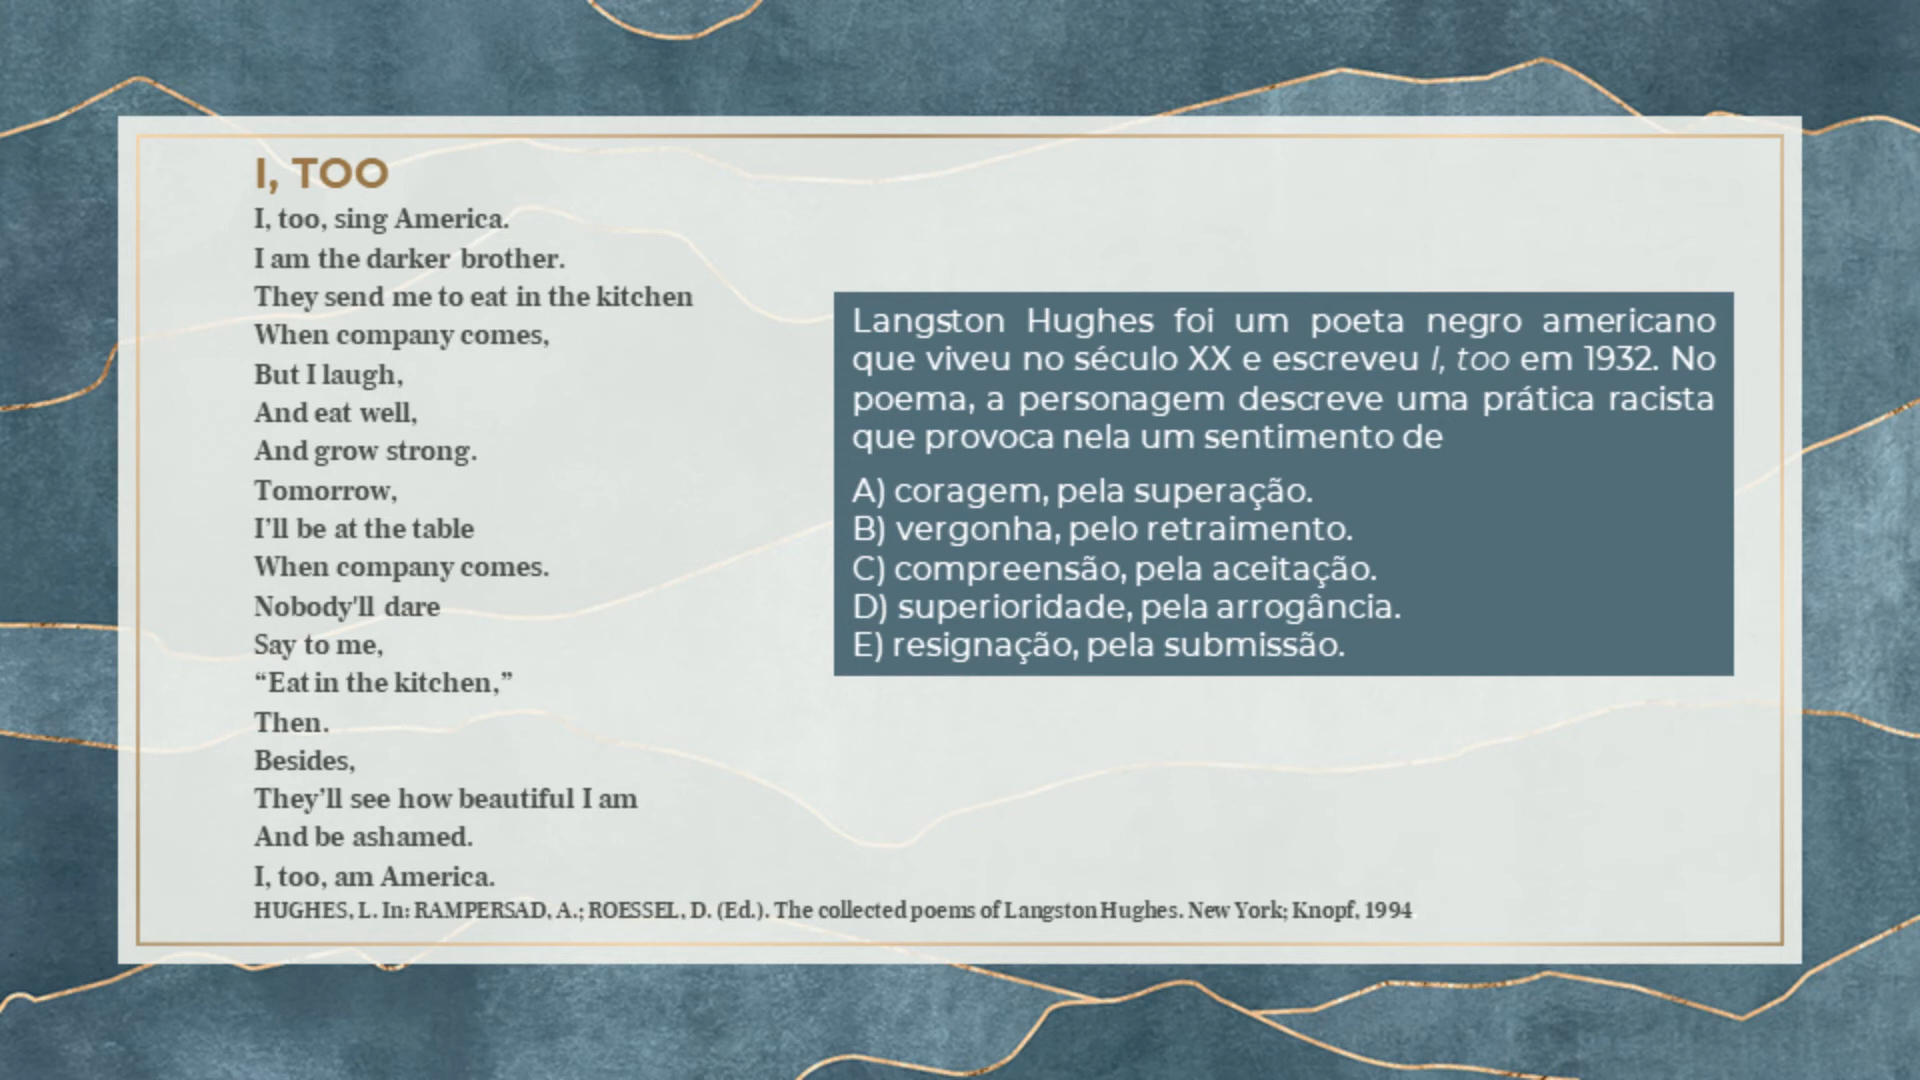 I, TOO
I, too, sing America.
I am the darker brother.
They send me to eat in the kitchen
When company comes,
But I laugh,
And eat well,
And grow strong.
Tomorrow,
I’ll be at the table
When company comes.
Nobody'll dare
Say to me,
“Eat in the kitchen,”
Then.
Besides,
They’ll see how beautiful I am
And be ashamed.
I, too, am America.
HUGHES, L. In: RAMPERSAD, A.; ROESSEL, D. (Ed.). The collected poems of Langston Hughes. New York; Knopf, 1994
Langston Hughes foi um poeta negro americano
que viveu no século XX e escreveu I, too em 1932. No
poema, a personagem descreve uma prática racista
que provoca nela um sentimento de
A) coragem, pela superação.
B) vergonha, pelo retraimento.
C) compreensão, pela aceitação.
D) superioridade, pela arrogância.
E) resignação, pela submissão.